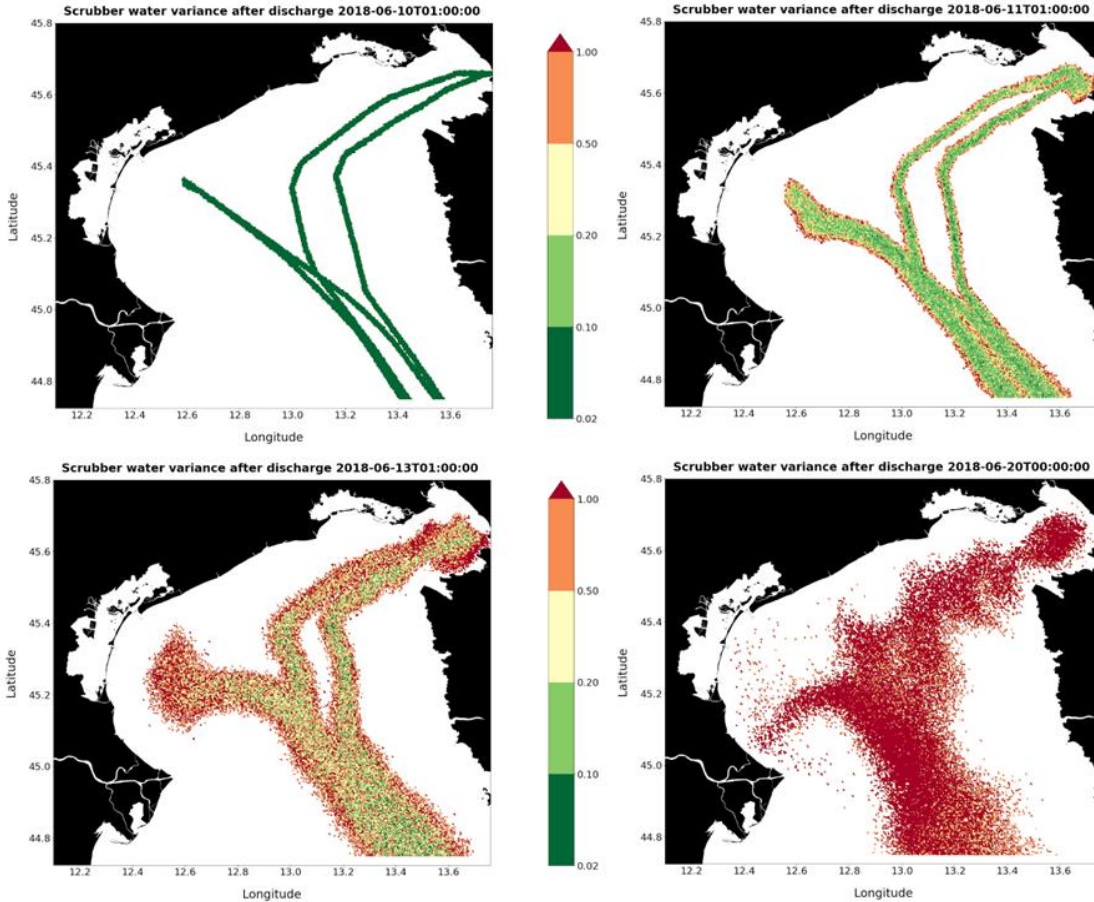 Scrubber water variance after discharge 2018-06-10T01:00:00
45.8
45.6
45.4
45.2
45.0
44.8
Latitude
12.2 12.4 12.6 12.8 13.0 13.2 13.4 13.6
Longitude
1.00
0.50
0.20
0.10
0.02
Scrubber water variance after discharge 2018-06-11T01:00:00
45.8
45.6
45.4
45.2
45.0
44.8
Latitude
12.2 12.4 12.6 12.8 13.0 13.2 13.4 13.6
Longitude
Scrubber water variance after discharge 2018-06-13T01:00:00
45.8
45.6
45.4
45.2
45.0
44.8
Latitude
12.2 12.4 12.6 12.8 13.0 13.2 13.4 13.6
Longitude
1.00
0.50
0.20
0.10
0.02
Scrubber water variance after discharge 2018-06-20T00:00:00
45.8
45.6
45.4
45.2
45.0
44.8
Latitude
12.2 12.4 12.6 12.8 13.0 13.2 13.4 13.6
Longitude